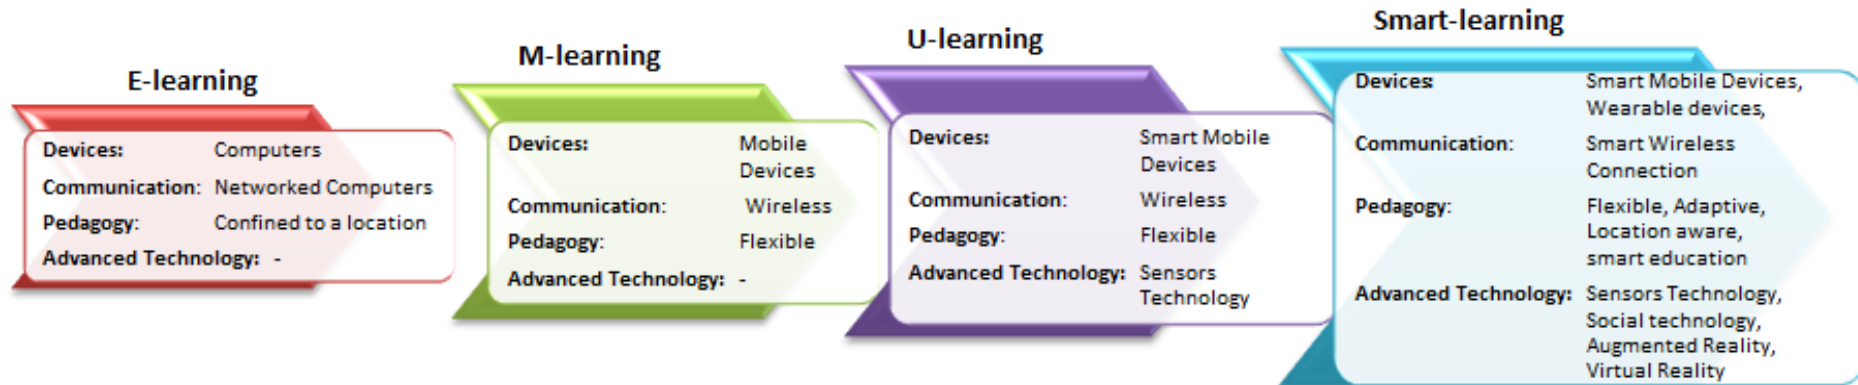 E-learning
Devices: Computers
Communication: Networked Computers
Pedagogy: Confined to a location
Advanced Technology: -
M-learning
Devices: Mobile
Devices
Communication: Wireless
Pedagogy: Flexible
Advanced Technology: -
U-learning
Devices: Smart Mobile
Devices
Communication: Wireless
Pedagogy: Flexible
Advanced Technology: Sensors
Technology
Smart-learning
Devices Smart Mobile Devices,
Wearable devices,
Communication: Smart Wireless
Connection
Pedagogy: Flexible, Adaptive,
Location aware,
smart education
Advanced Technology: Sensors Technology,
Social technology,
Augmented Reality,
Virtual Reality